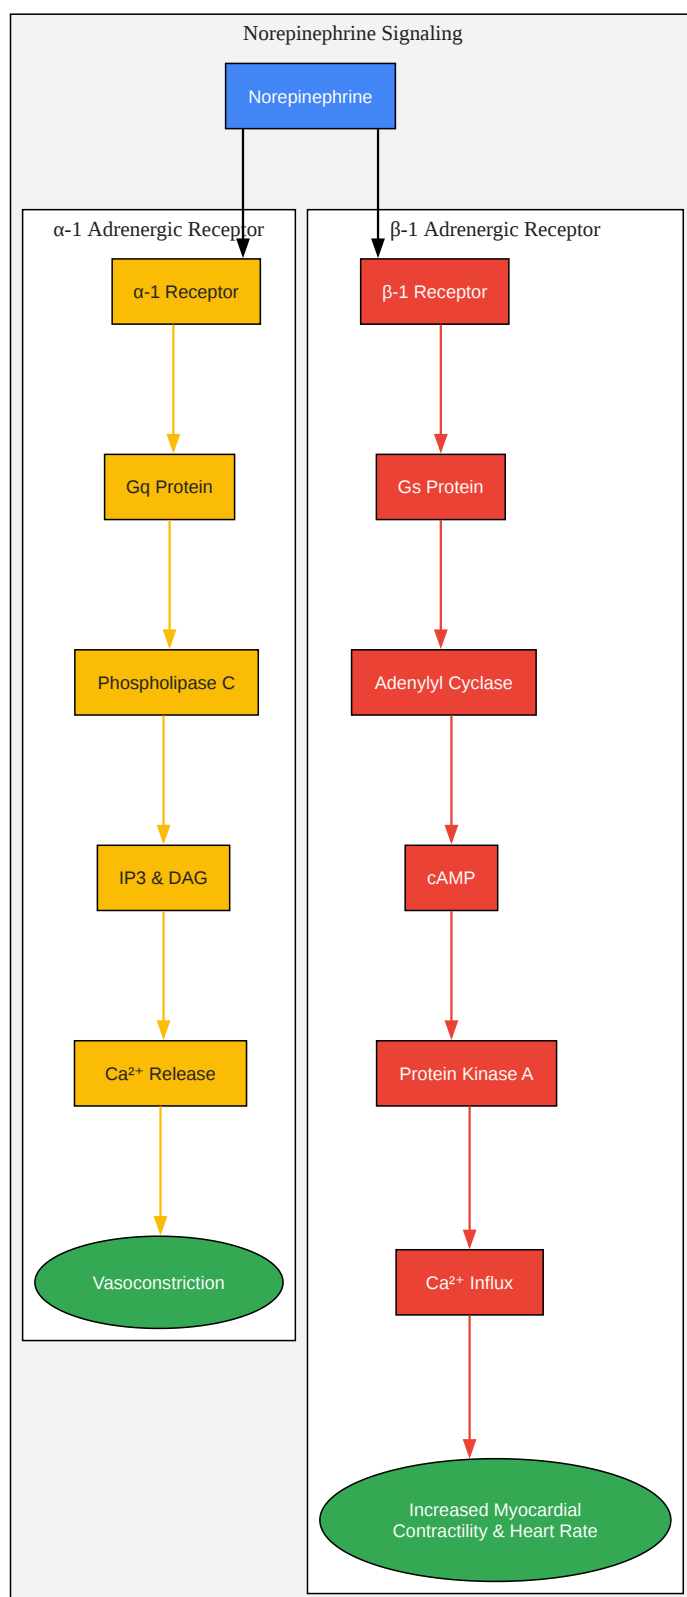 Norepinephrine Signaling
Norepinephrine
α-1 Adrenergic Receptor
α-1 Receptor
Gq Protein
Phospholipase C
IP3 & DAG
Ca²⁺ Release
Vasoconstriction
β-1 Adrenergic Receptor
β-1 Receptor
Gs Protein
Adenylyl Cyclase
cAMP
Protein Kinase A
Ca²⁺ Influx
Increased Myocardial
Contractility & Heart Rate